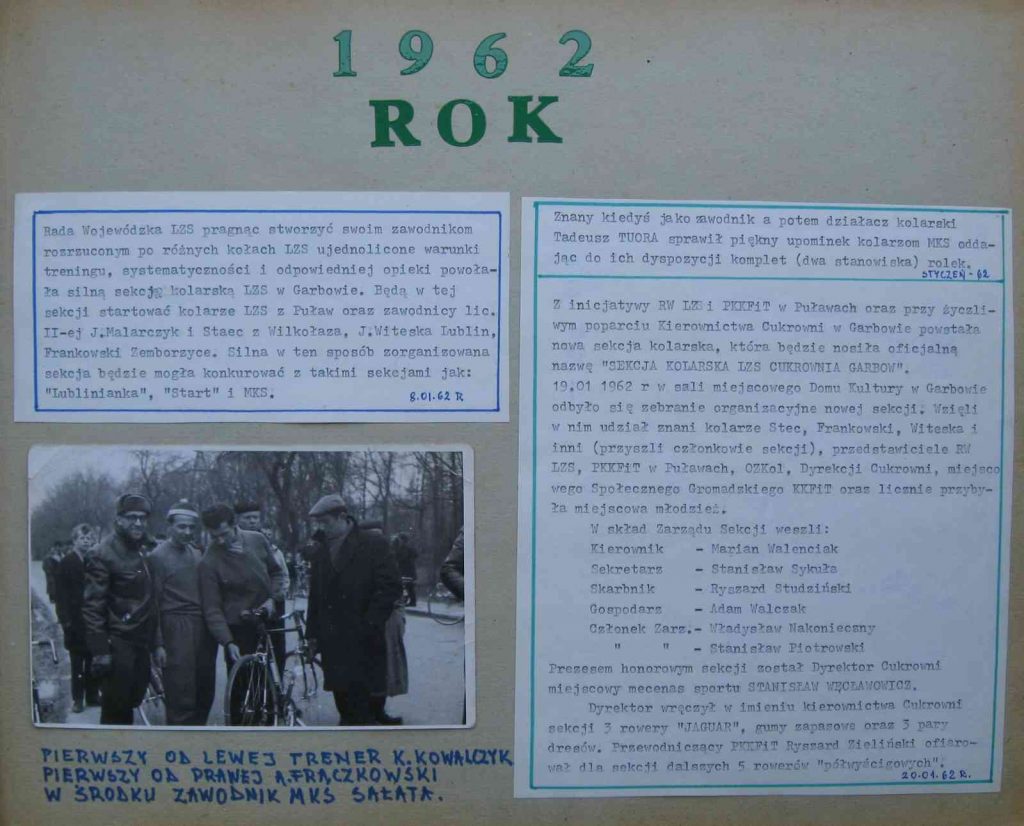 1962
ROK
Rada Wojewódzka LZS pragnąc stworzyć swoim zawodnikom
rozrzuconym po różnych kołach LZS ujednolicone warunki
treningu, systematyczności i odpowiedniej opieki powoła-
ła silną sekcję kolarską LZS w Garbowie. Będą w tej
sekcji startować kolarze LZS z Puław oraz zawodnicy lic.
II-ej J.Malarczyk i Staec z Wilkołaza, J.Witeska Lublin,
Frankowski Zemborzyce. Silna w ten sposób zorganizowana
sekcja będzie mogła konkurować z takimi sekejami jak:
"Lublinianka", "Start" i MKS.
8.01.62 R
Znany kiedyś jako zawodnik a potem działacz kolarski
Tadeusz TUORA sprawił piękny upominek kolarzom MKS odda-
jąc do ich dyspozycji komplet (dwa stanowiska) rolek.
STYCZEŃ-62
Z inicjatywy RW LZS i PKKFiT w Puławach oraz przy życzli-
wym poparciu Kierownictwa Cukrowni w Garbowie powstała
nowa sekcja kolarska, która będzie nosiła oficjalną
nazwę "SEKCJA KOLARSKA LZS CUKROWNIA GARBOW".
19.01 1962 r w sali miejscowego Domu Kultury w Garbowie
odbyło się zebranie organizacyjne nowej sekcji. Wzięli
w nim udział znani kolarze Stec, Frankowski, Witeska i
inni (przyszli członkowie sekcji), przedstawiciele RW
LZS, PKKFiT w Puławach, OZKol, Dyrekcji Cukrowni, miejsco
wego Społecznego Gromadzkiego KKFiT oraz licznie przyby-
ła miejscowa młodzież.
W skład Zarządu Sekcji weszli:
Kierownik - Marian Walenciak
Sekretarz - Stanisław Sykuła
Skarbnik - Ryszard Studziński
Gospodarz - Adam Walczak
Członek Zarz.- Władysław Nakonieczny
" " - Stanisław Piotrowski
Prezesem honorowym sekcji został Dyrektor Cukrowni
miejscowy mecenas sportu STANISŁAW WĘCŁAWOWICZ.
Dyrektor wręczył w imieniu kierownictwa Cukrowni
sekcji 3 rowery "JAGUAR", gumy zapasowe oraz 3 pary
dresów. Przewodniczący PKKFiT Ryszard Zieliński ofiaro-
wał dla sekcji dalszych 5 rowerów "półwyścigowych".
20.01.62 R.
PIERWSZY OD LEWEJ TRENER K.KOWALCZYK
PIERWSZY OD PRAWEJ A.FRĄCZKOWSKI
W ŚRODKU ZAWODNIK MKS SAŁATA.